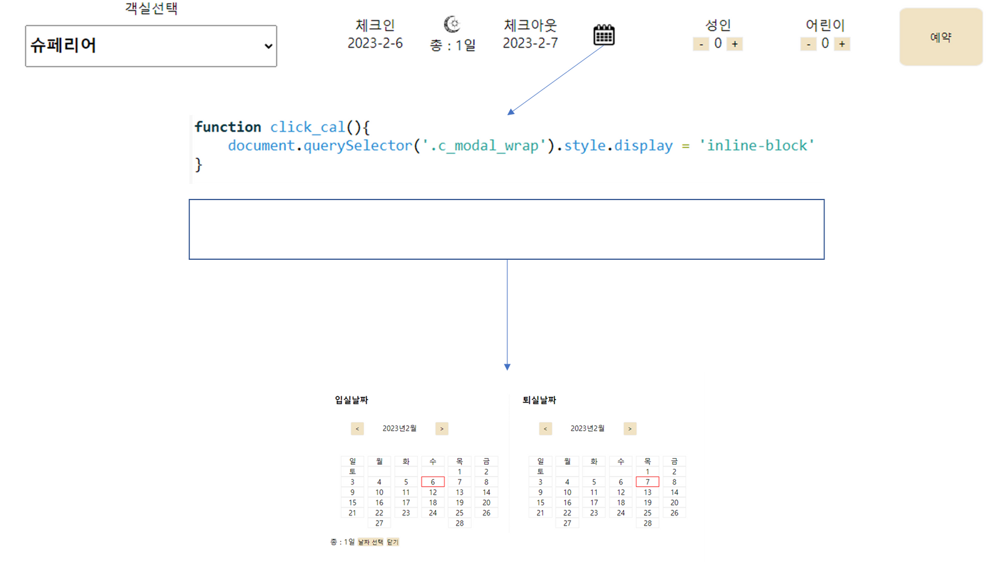 객실선택
슈페리어
체크인 체크아웃 성인 어린이
2023-2-6 총 : 1일 2023-2-7 - 0 + - 0 +
예약
function click_cal(){
document.querySelector('.c_modal_wrap').style.display = 'inline-block'
}
입실날짜
< 2023년2월 >
일 월 화 수 목 금
토 1 2
3 4 5 6 7 8
9 10 11 12 13 14
15 16 17 18 19 20
21 22 23 24 25 26
27 28
총 : 1일 날짜 선택 닫기
퇴실날짜
< 2023년2월 >
일 월 화 수 목 금
토 1 2
3 4 5 6 7 8
9 10 11 12 13 14
15 16 17 18 19 20
21 22 23 24 25 26
27 28